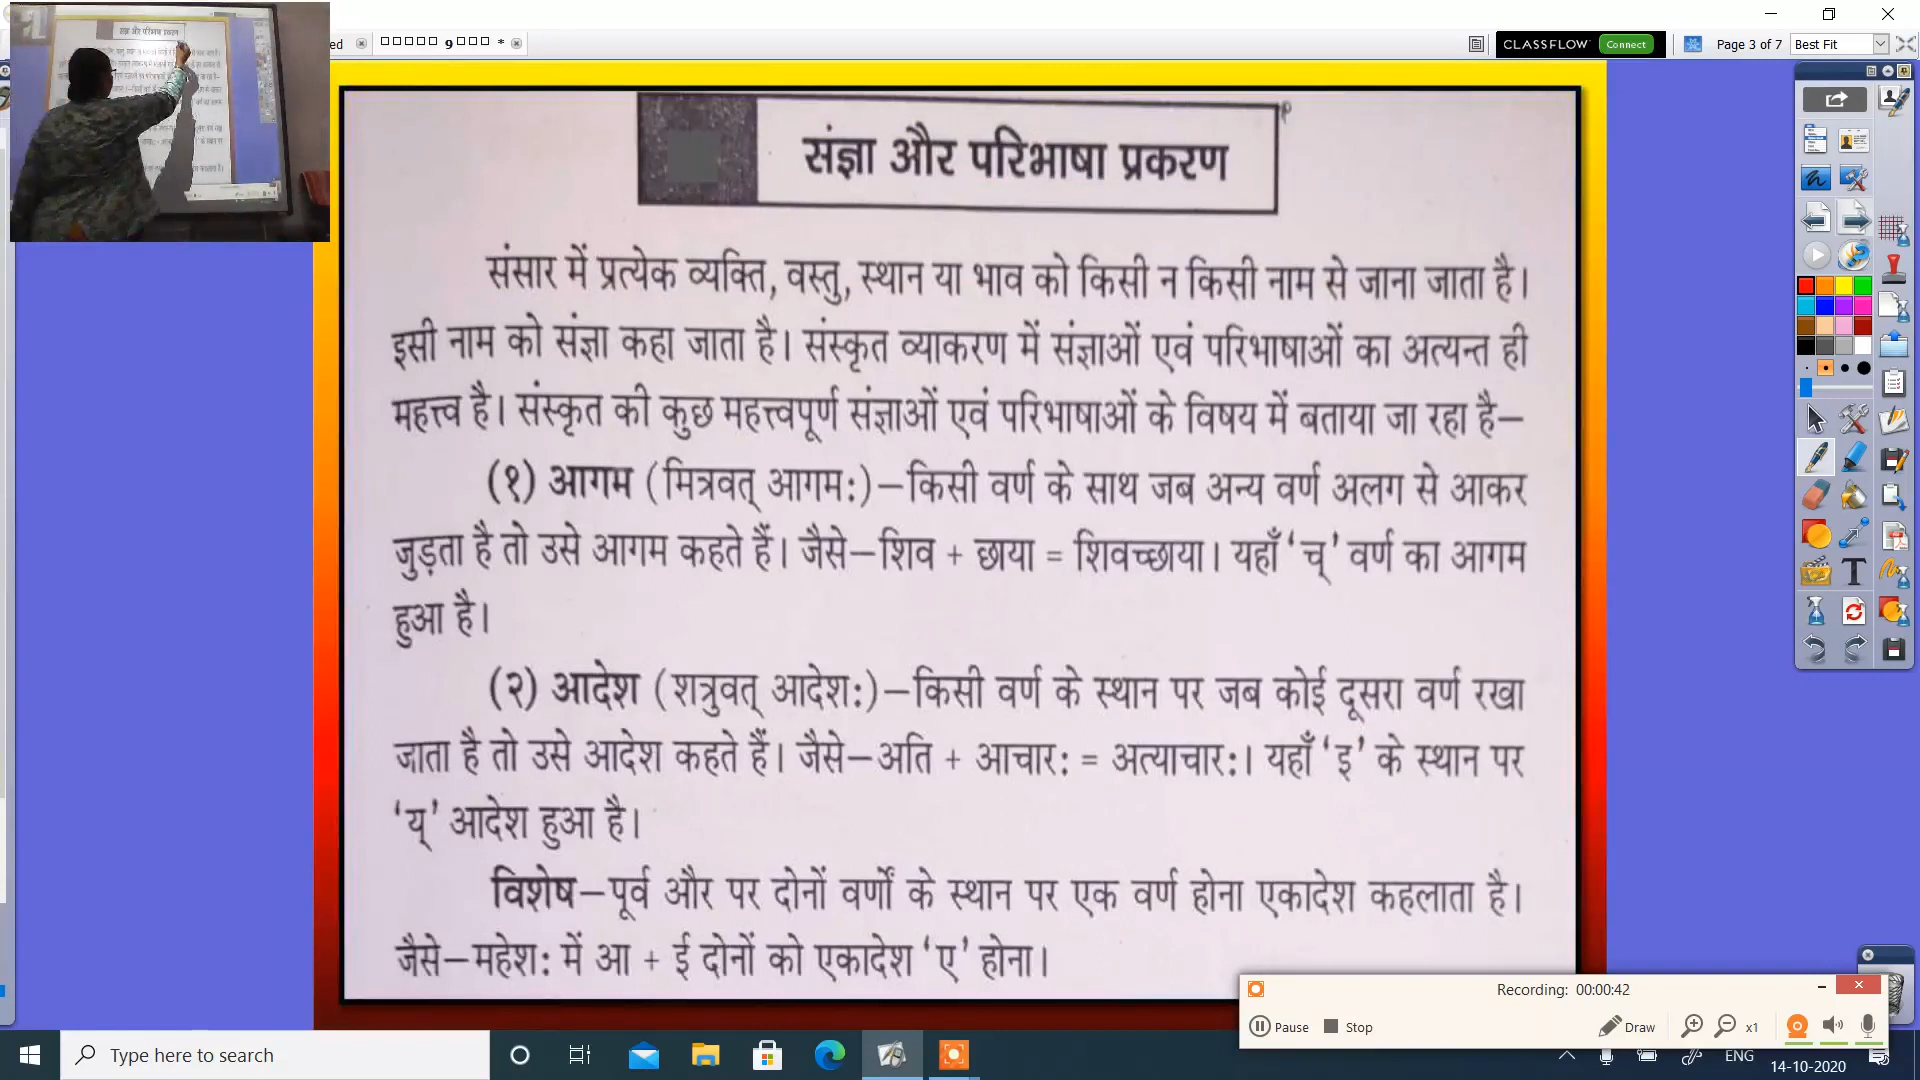 ed
9 *
CLASSFLOW Connect
Page 3 of 7
Best Fit
संज्ञा और परिभाषा प्रकरण
संसार में प्रत्येक व्यक्ति, वस्तु, स्थान या भाव को किसी न किसी नाम से जाना जाता है।
इसी नाम को संज्ञा कहा जाता है। संस्कृत व्याकरण में संज्ञाओं एवं परिभाषाओं का अत्यन्त ही
महत्त्व है। संस्कृत की कुछ महत्त्वपूर्ण संज्ञाओं एवं परिभाषाओं के विषय में बताया जा रहा है—
(१) आगम (मित्रवत् आगमः)—किसी वर्ण के साथ जब अन्य वर्ण अलग से आकर
जुड़ता है तो उसे आगम कहते हैं। जैसे—शिव + छाया = शिवच्छाया। यहाँ ‘च्’ वर्ण का आगम
हुआ है।
(२) आदेश (शत्रुवत् आदेशः)—किसी वर्ण के स्थान पर जब कोई दूसरा वर्ण रखा
जाता है तो उसे आदेश कहते हैं। जैसे—अति + आचारः = अत्याचारः। यहाँ ‘इ’ के स्थान पर
‘य्’ आदेश हुआ है।
विशेष—पूर्व और पर दोनों वर्णों के स्थान पर एक वर्ण होना एकादेश कहलाता है।
जैसे—महेशः में आ + ई दोनों को एकादेश ‘ए’ होना।
Recording: 00:00:42
Pause Stop Draw x1
Type here to search
ENG
14-10-2020